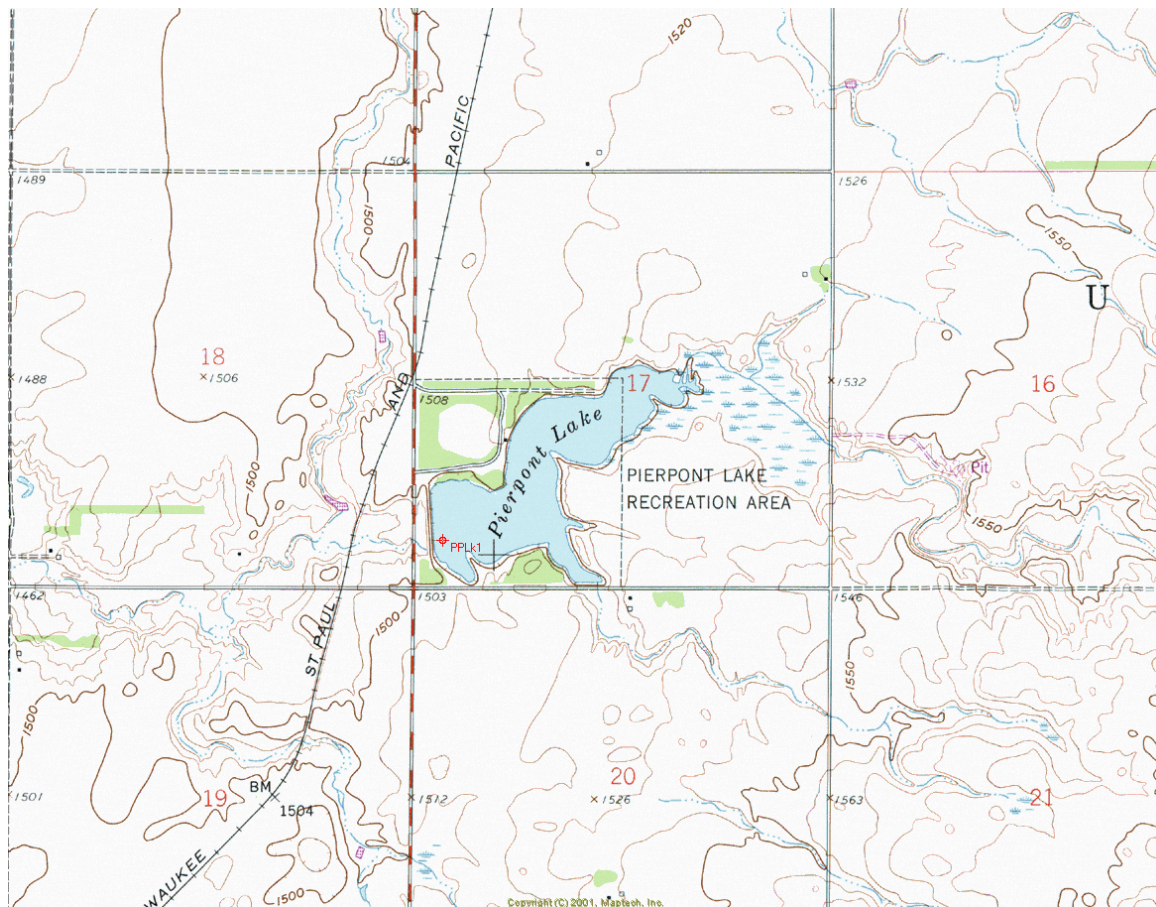 1520
PACIFIC
1504
1489
1526
1500
1550
U
18
1506
1488
AND
1508
17
1532
16
Pierpont Lake
PIERPONT LAKE
RECREATION AREA
Pit
1500
1550
PPLk1
1462
1503
1546
ST PAUL
1500
1550
1500
BM
1504
19
1501
1512
20
1526
1563
21
WAUKEE
1500
Copyright (C) 2001, Maptech, Inc.